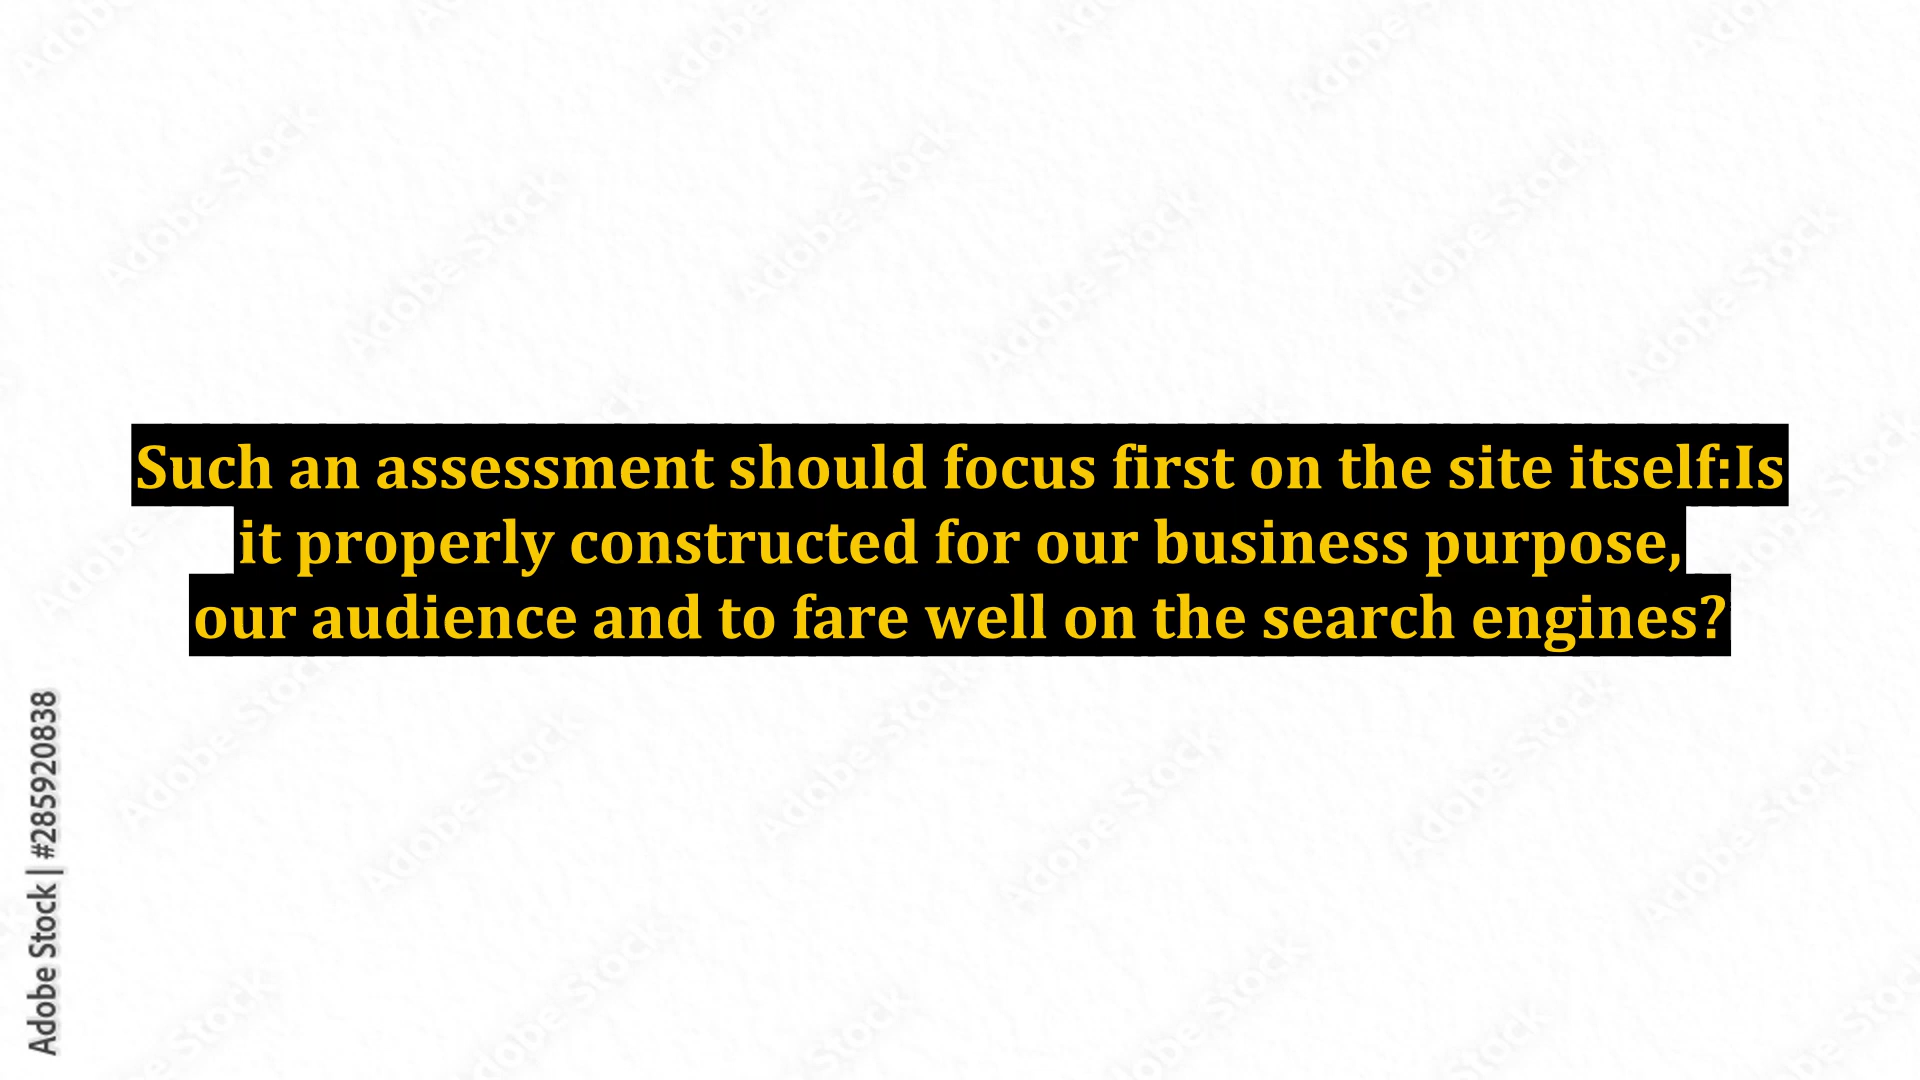 Such an assessment should focus first on the site itself:Is
it properly constructed for our business purpose,
our audience and to fare well on the search engines?
Adobe Stock | #285920838